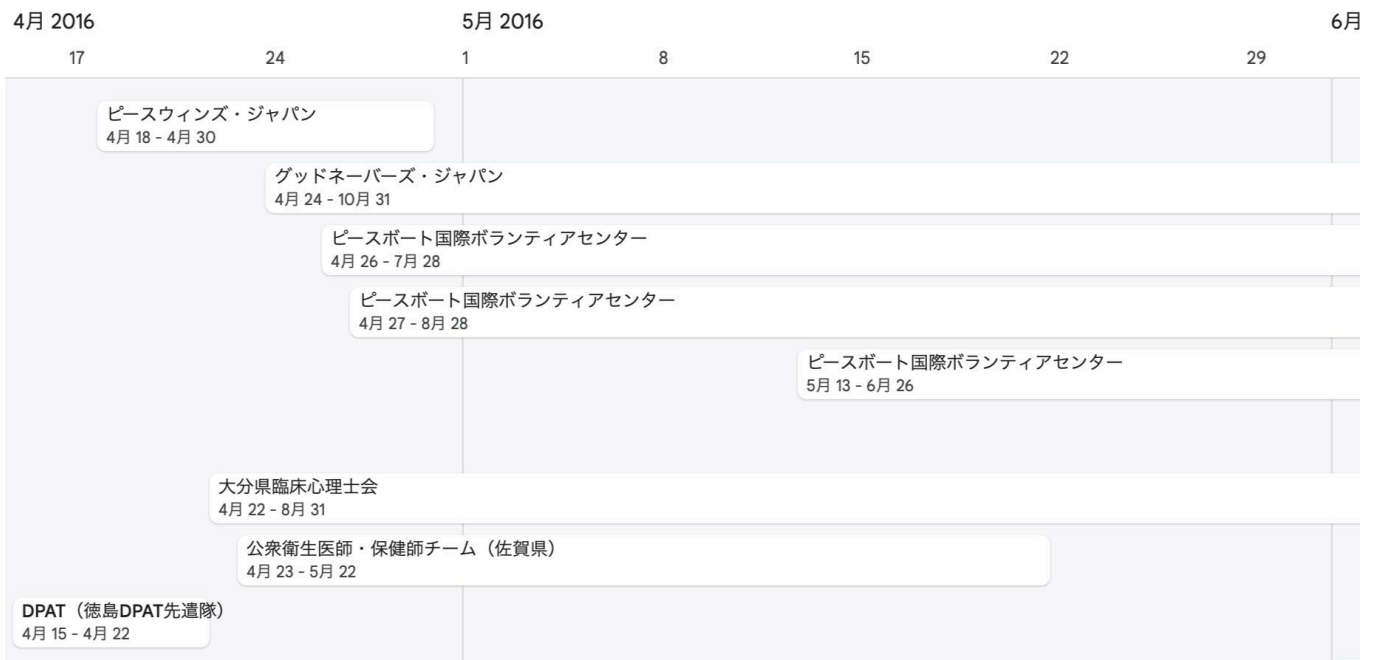 4月 2016
5月 2016
6月
17
24
1
8
15
22
29
ピースウィンズ・ジャパン
4月 18 - 4月 30
グッドネーバーズ・ジャパン
4月 24 - 10月 31
ピースボート国際ボランティアセンター
4月 26 - 7月 28
ピースボート国際ボランティアセンター
4月 27 - 8月 28
ピースボート国際ボランティアセンター
5月 13 - 6月 26
大分県臨床心理士会
4月 22 - 8月 31
公衆衛生医師・保健師チーム（佐賀県）
4月 23 - 5月 22
DPAT（徳島DPAT先遣隊）
4月 15 - 4月 22